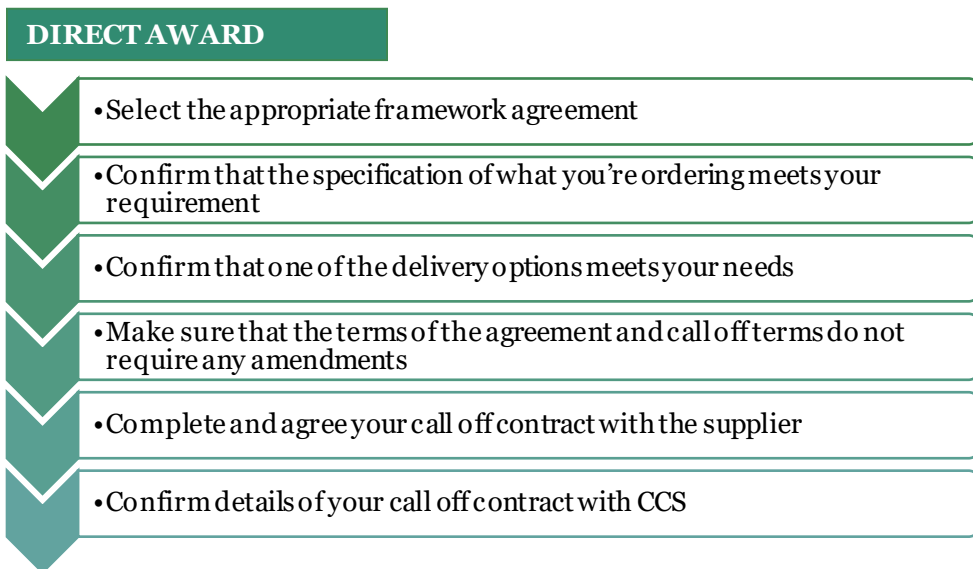 DIRECT AWARD
•Select the appropriate framework agreement
•Confirm that the specification of what you're ordering meets your
requirement
•Confirm that one of the delivery options meets your needs
•Make sure that the terms of the agreement and call off terms do not
require any amendments
•Complete and agree your call off contract with the supplier
•Confirm details of your call off contract with CCS